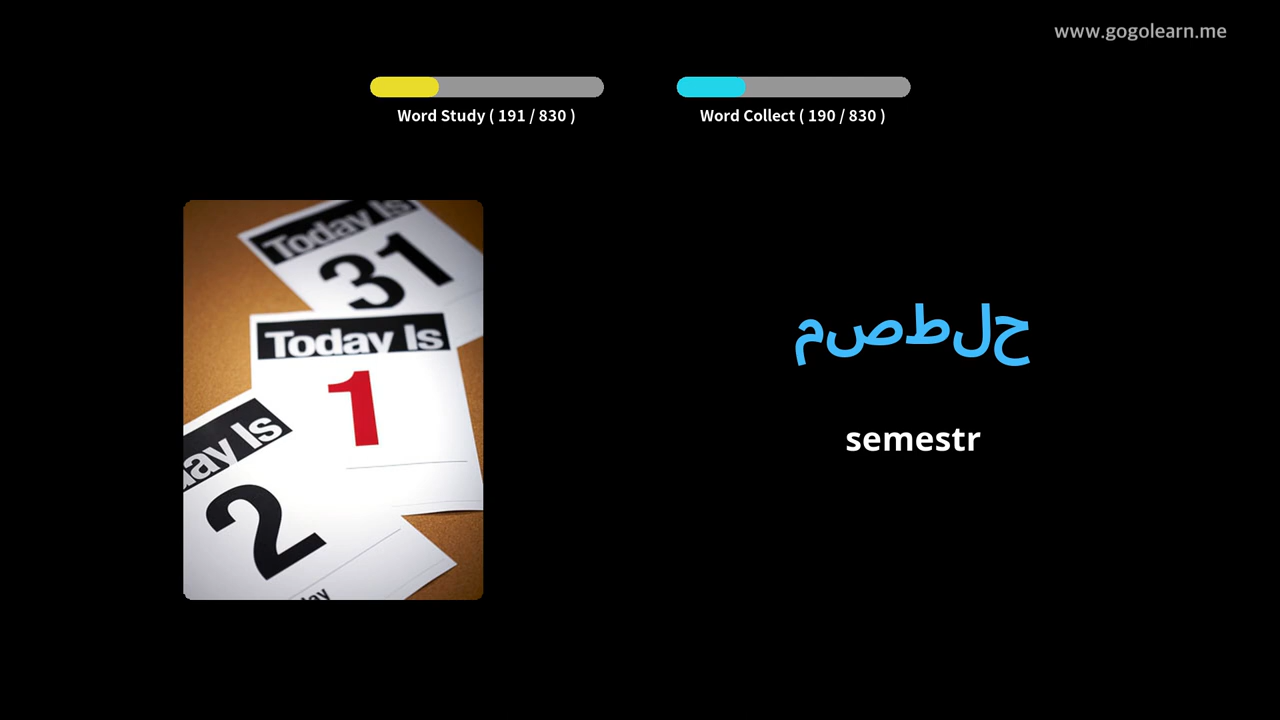 www.gogolearn.me
Word Study ( 191 / 830 )
Word Collect ( 190 / 830 )
Today Is
31
Today Is
1
ay Is
2
مصطلح
semestr